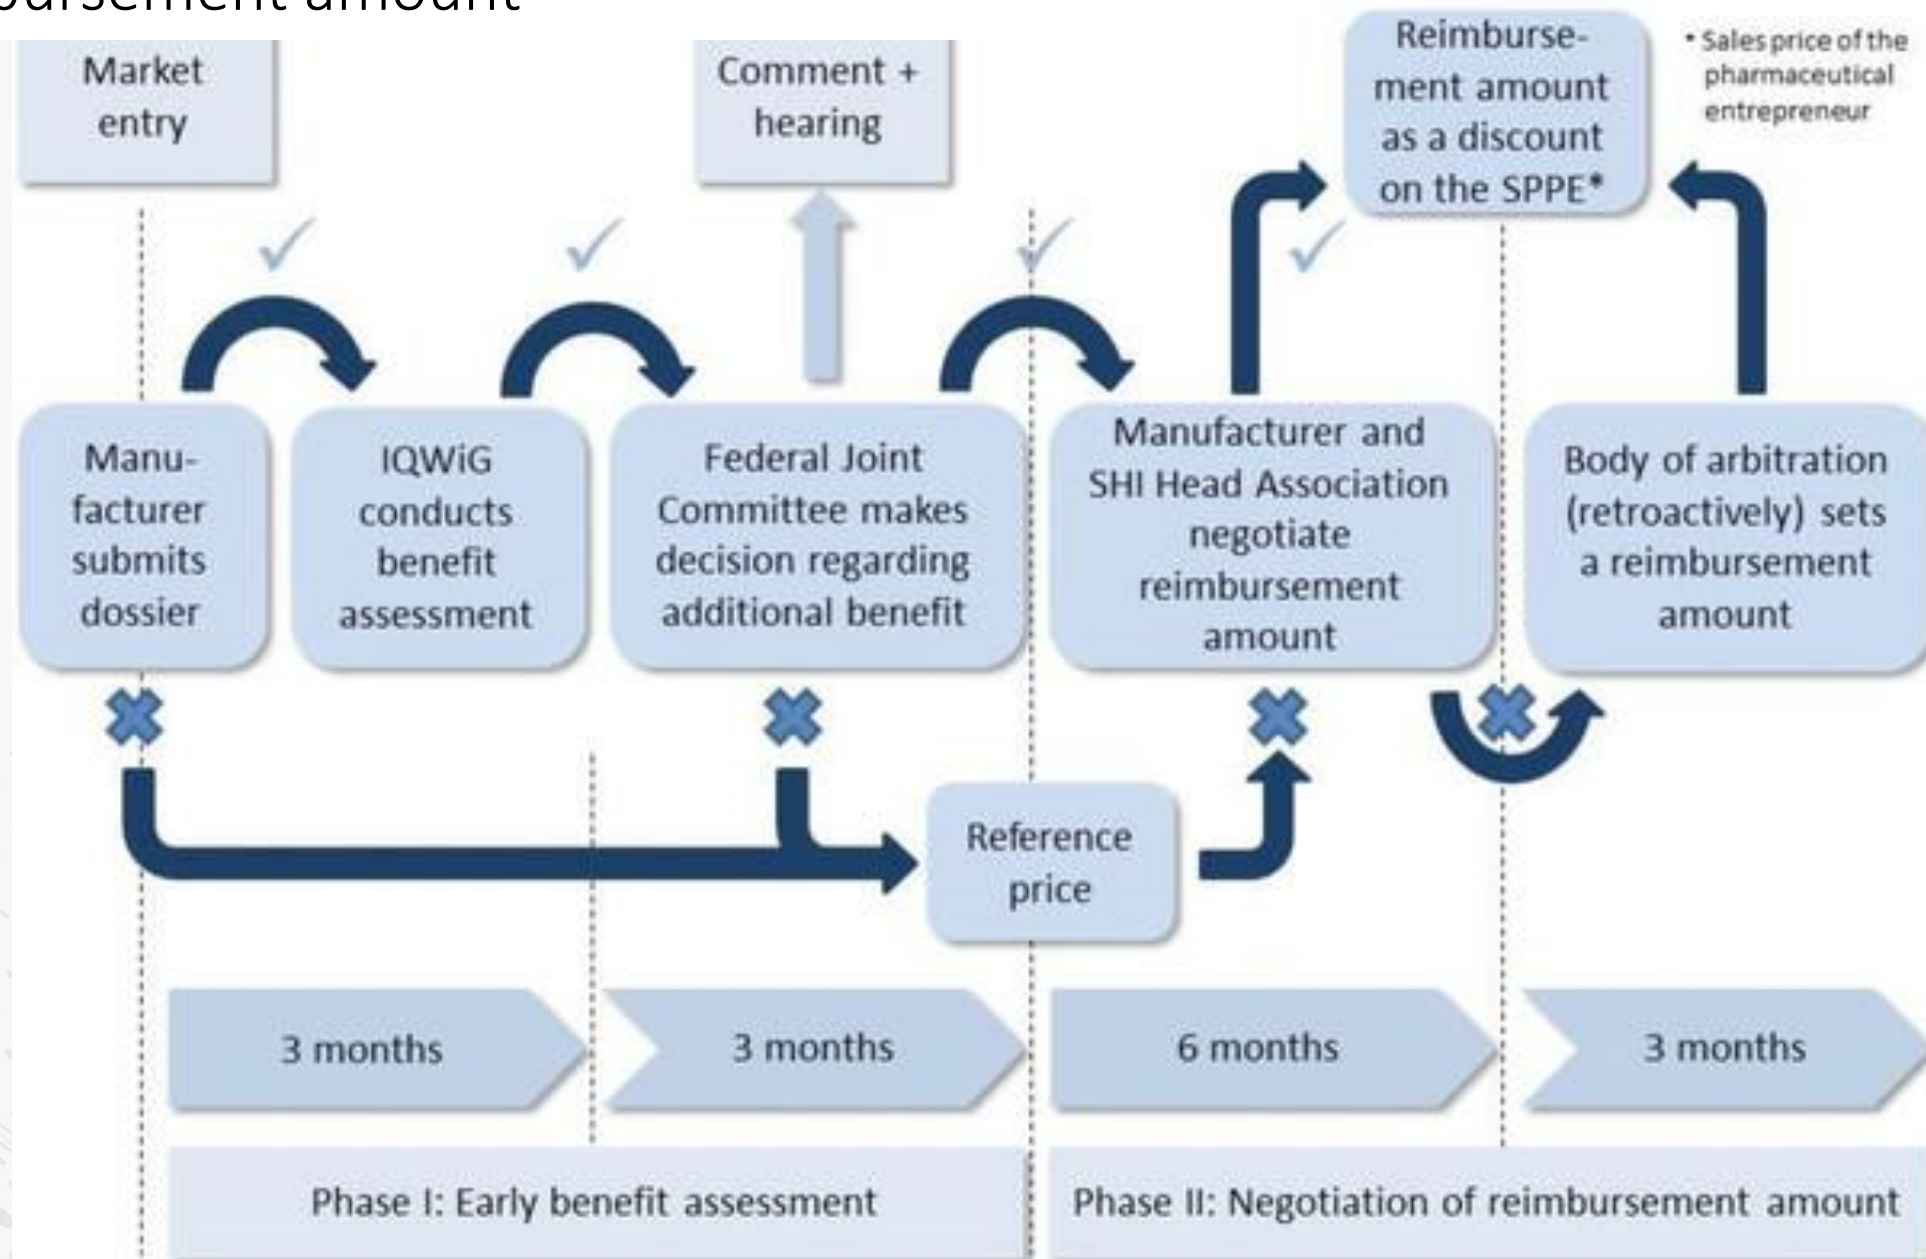 Market
entry
Comment +
hearing
Reimburse-
ment amount
as a discount
on the SPPE*
* Sales price of the
pharmaceutical
entrepreneur
Manu-
facturer
submits
dossier
IQWiG
conducts
benefit
assessment
Federal Joint
Committee makes
decision regarding
additional benefit
Manufacturer and
SHI Head Association
negotiate
reimbursement
amount
Body of arbitration
(retroactively) sets
a reimbursement
amount
Reference
price
3 months
3 months
6 months
3 months
Phase I: Early benefit assessment
Phase II: Negotiation of reimbursement amount